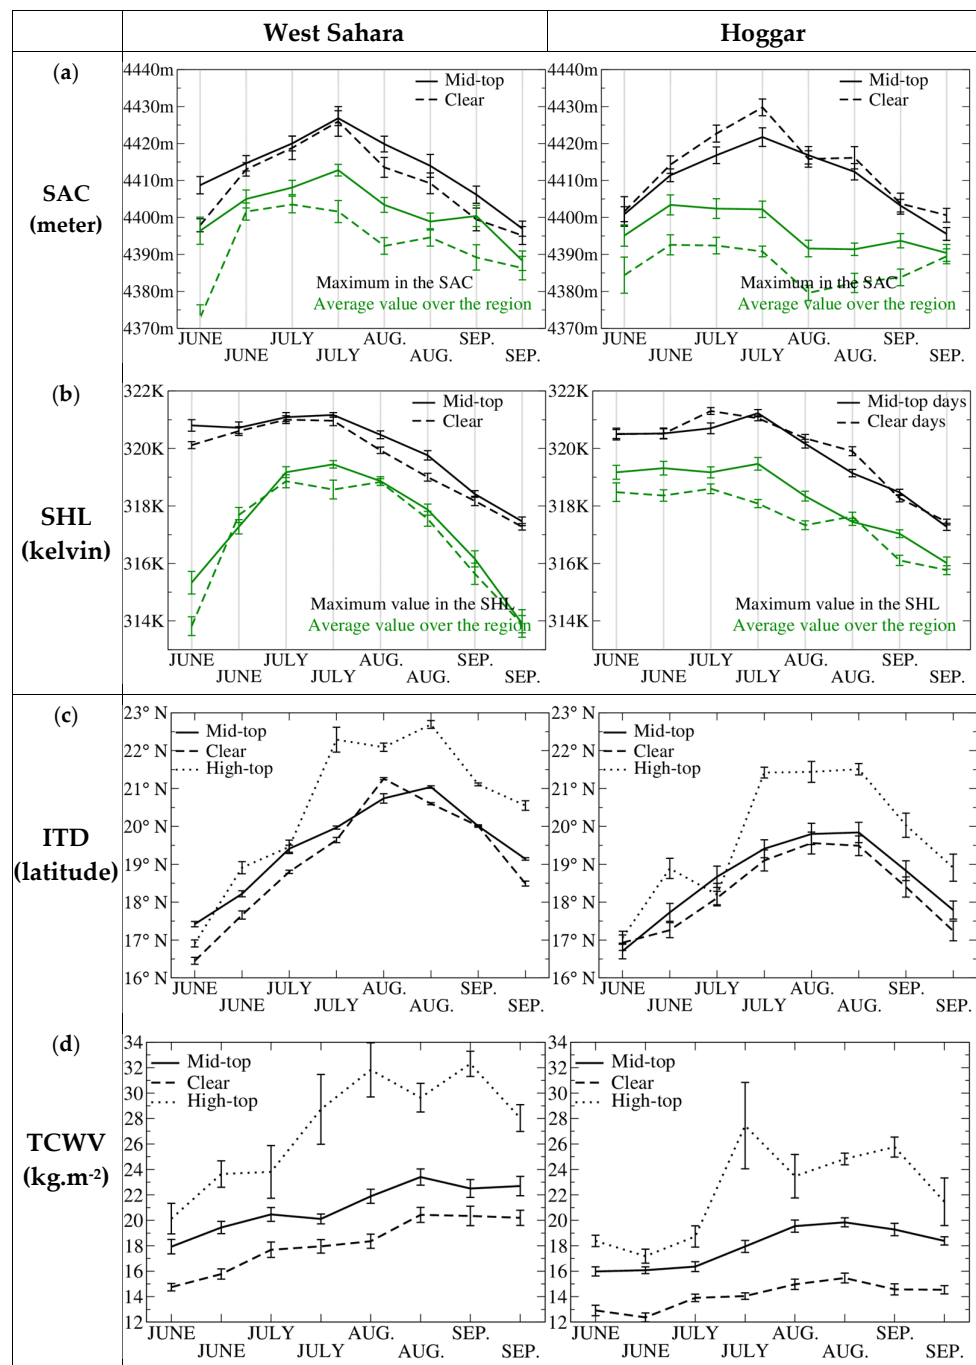 West Sahara Hoggar
(a)
SAC
(meter)
4440m
4430m
4420m
4410m
4400m
4390m
4380m
4370m
Mid-top
Clear
Maximum in the SAC
Average value over the region
JUNE JULY AUG. SEP.
JUNE JULY AUG. SEP.
4440m
4430m
4420m
4410m
4400m
4390m
4380m
4370m
Mid-top
Clear
Maximum in the SAC
Average value over the region
JUNE JULY AUG. SEP.
JUNE JULY AUG. SEP.
(b)
SHL
(kelvin)
322K
320K
318K
316K
314K
Mid-top
Clear
Maximum value in the SHL
Average value over the region
JUNE JULY AUG. SEP.
JUNE JULY AUG. SEP.
322K
320K
318K
316K
314K
Mid-top days
Clear days
Maximum value in the SHL
Average value over the region
JUNE JULY AUG. SEP.
JUNE JULY AUG. SEP.
(c)
ITD
(latitude)
23° N
22° N
21° N
20° N
19° N
18° N
17° N
16° N
Mid-top
Clear
High-top
JUNE JULY AUG. SEP.
JUNE JULY AUG. SEP.
23° N
22° N
21° N
20° N
19° N
18° N
17° N
16° N
Mid-top
Clear
High-top
JUNE JULY AUG. SEP.
JUNE JULY AUG. SEP.
(d)
TCWV
(kg.m-2)
34
32
30
28
26
24
22
20
18
16
14
12
Mid-top
Clear
High-top
JUNE JULY AUG. SEP.
JUNE JULY AUG. SEP.
34
32
30
28
26
24
22
20
18
16
14
12
Mid-top
Clear
High-top
JUNE JULY AUG. SEP.
JUNE JULY AUG. SEP.